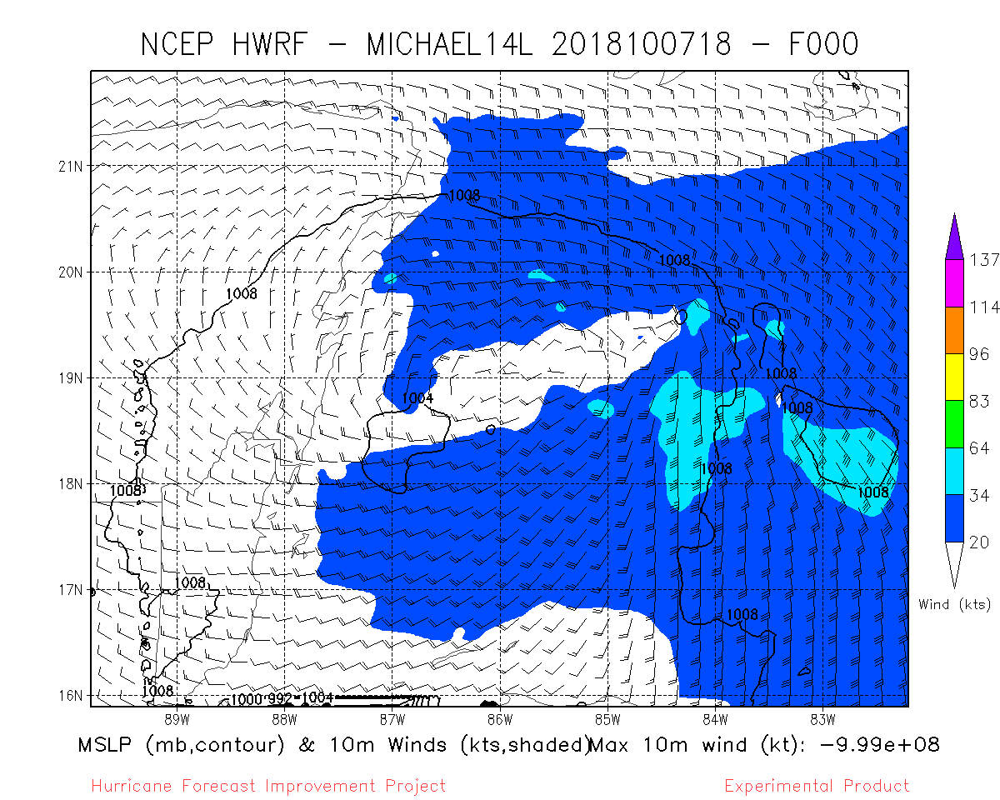 NCEP HWRF – MICHAEL14L 2018100718 – F000
1008
21N
20N
19N
18N
17N
16N
1008
1008
1008
1004
1008
1008
1008
1008
1008
1008
1008
1008
1000 992 1004
89W 88W 87W 86W 85W 84W 83W
137
114
96
83
64
34
20
Wind (kts)
MSLP (mb,contour) & 10m Winds (kts,shaded)Max 10m wind (kt): −9.99e+08
Hurricane Forecast Improvement Project
Experimental Product